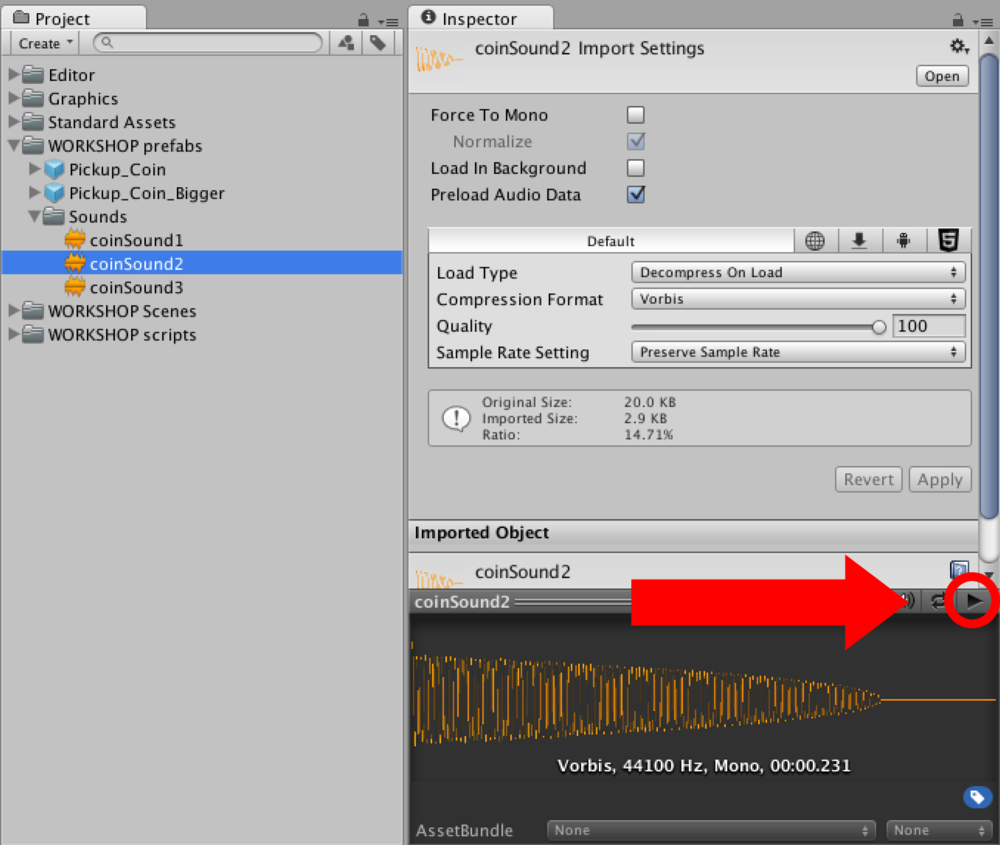 Project
Create
Editor
Graphics
Standard Assets
WORKSHOP prefabs
Pickup_Coin
Pickup_Coin_Bigger
Sounds
coinSound1
coinSound2
coinSound3
WORKSHOP Scenes
WORKSHOP scripts
Inspector
coinSound2 Import Settings
Open
Force To Mono
Normalize
Load In Background
Preload Audio Data
Default
Load Type Decompress On Load
Compression Format Vorbis
Quality 100
Sample Rate Setting Preserve Sample Rate
Original Size: 20.0 KB
Imported Size: 2.9 KB
Ratio: 14.71%
Revert Apply
Imported Object
coinSound2
coinSound2
Vorbis, 44100 Hz, Mono, 00:00.231
AssetBundle None None